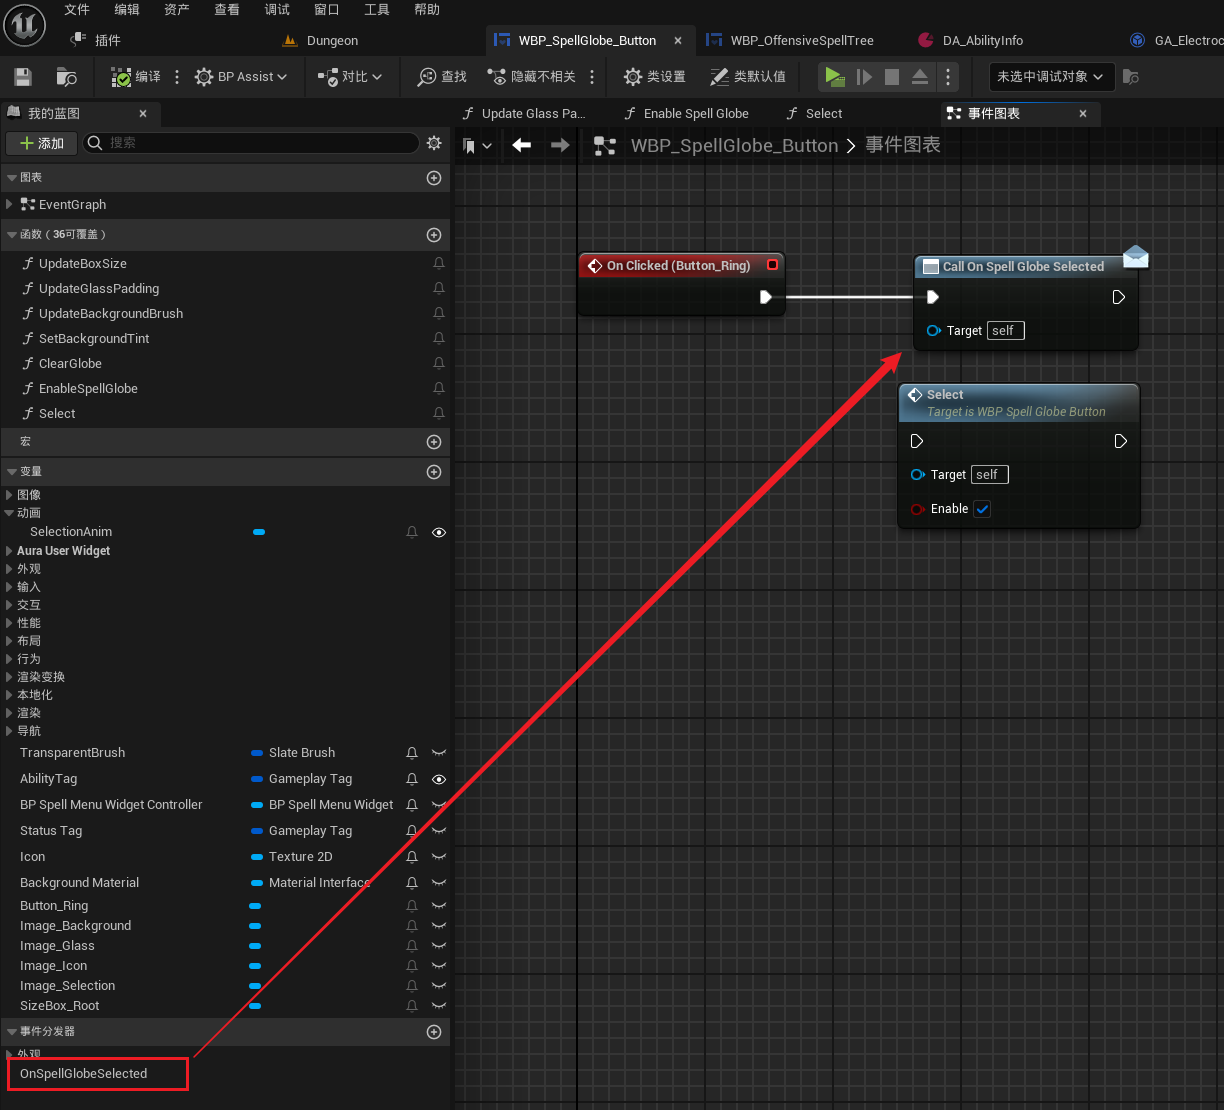 文件 编辑 资产 查看 调试 窗口 工具 帮助
插件
Dungeon
WBP_SpellGlobe_Button
WBP_OffensiveSpellTree
DA_AbilityInfo
GA_Electroc
编译
BP Assist
对比
查找
隐藏不相关
类设置
类默认值
未选中调试对象
我的蓝图
Update Glass Pa...
Enable Spell Globe
Select
事件图表
添加
搜索
WBP_SpellGlobe_Button > 事件图表
图表
EventGraph
函数（36可覆盖）
UpdateBoxSize
UpdateGlassPadding
UpdateBackgroundBrush
SetBackgroundTint
ClearGlobe
EnableSpellGlobe
Select
宏
变量
图像
动画
SelectionAnim
Aura User Widget
外观
输入
交互
性能
布局
行为
渲染变换
本地化
渲染
导航
TransparentBrush Slate Brush
AbilityTag Gameplay Tag
BP Spell Menu Widget Controller BP Spell Menu Widget
Status Tag Gameplay Tag
Icon Texture 2D
Background Material Material Interface
Button_Ring
Image_Background
Image_Glass
Image_Icon
Image_Selection
SizeBox_Root
事件分发器
外观
OnSpellGlobeSelected
On Clicked (Button_Ring)
Call On Spell Globe Selected
Target self
Select
Target is WBP Spell Globe Button
Target self
Enable